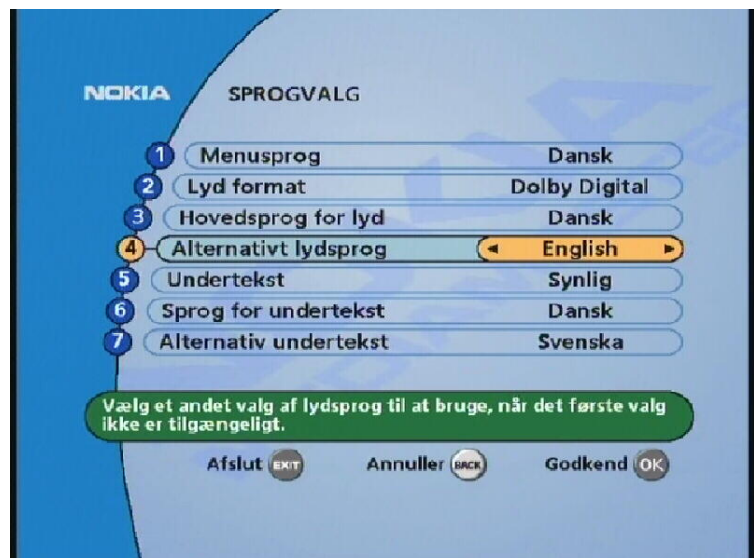 NOKIA SPROGVALG
1 Menusprog Dansk
2 Lyd format Dolby Digital
3 Hovedsprog for lyd Dansk
4 Alternativt lydsprog ◄ English ►
5 Undertekst Synlig
6 Sprog for undertekst Dansk
7 Alternativ undertekst Svenska
Vælg et andet valg af lydsprog til at bruge, når det første valg
ikke er tilgængeligt.
Afslut EXIT Annuller BACK Godkend OK